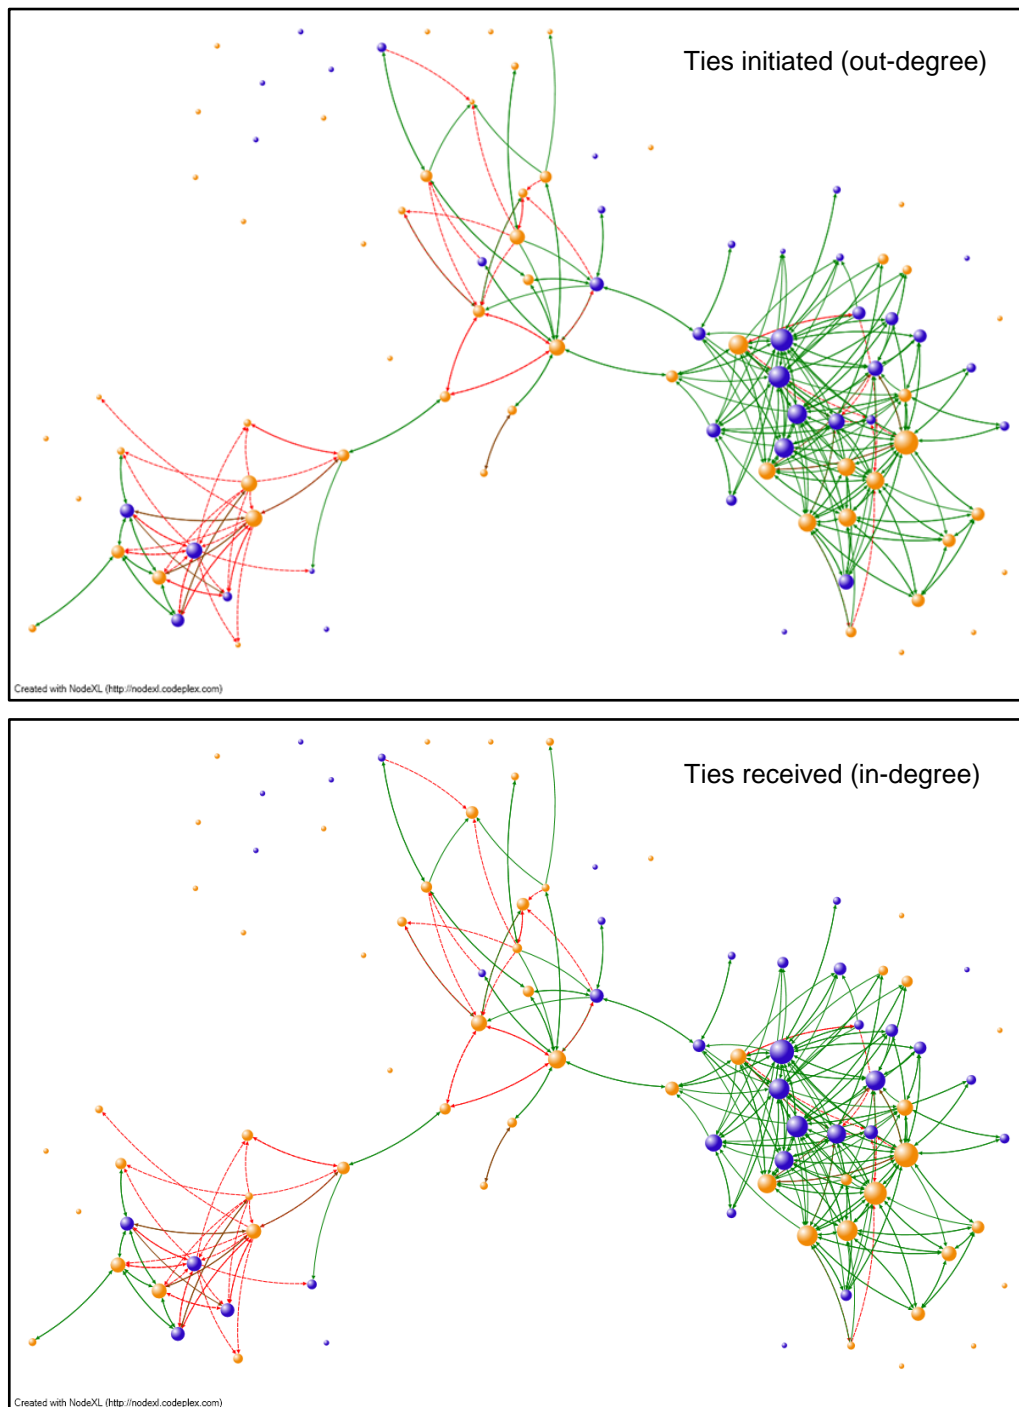 Ties initiated (out-degree)
Created with NodeXL (http://nodexl.codeplex.com)
Ties received (in-degree)
Created with NodeXL (http://nodexl.codeplex.com)